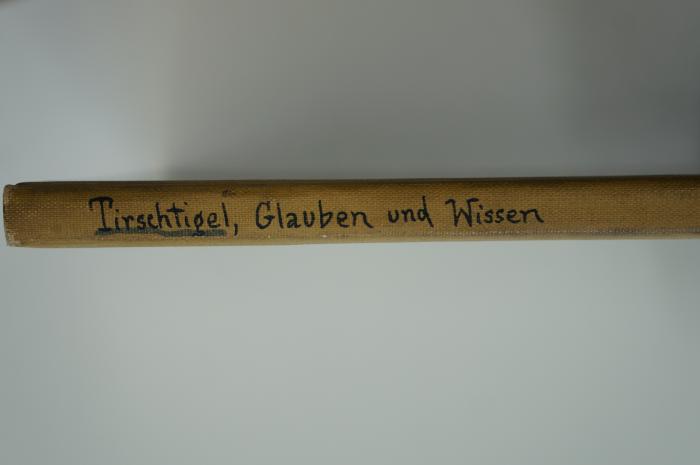 Tirschtigel, Glauben und Wissen